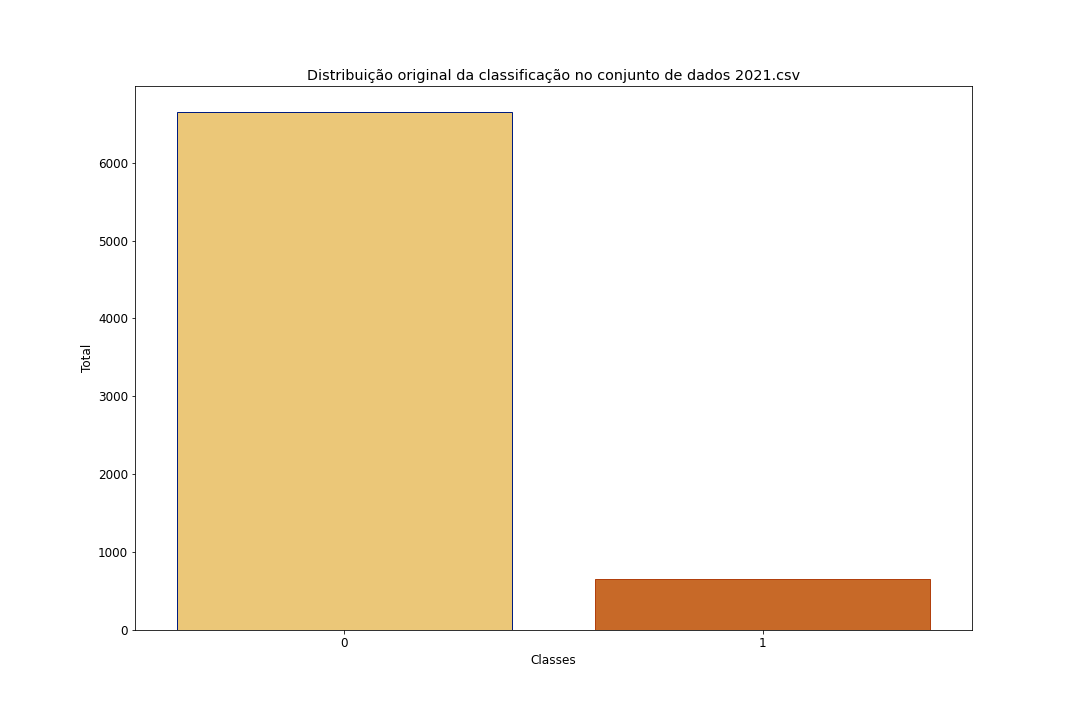 Distribuição original da classificação no conjunto de dados 2021.csv
6000
5000
4000
3000
2000
1000
0
Total
0 1
Classes